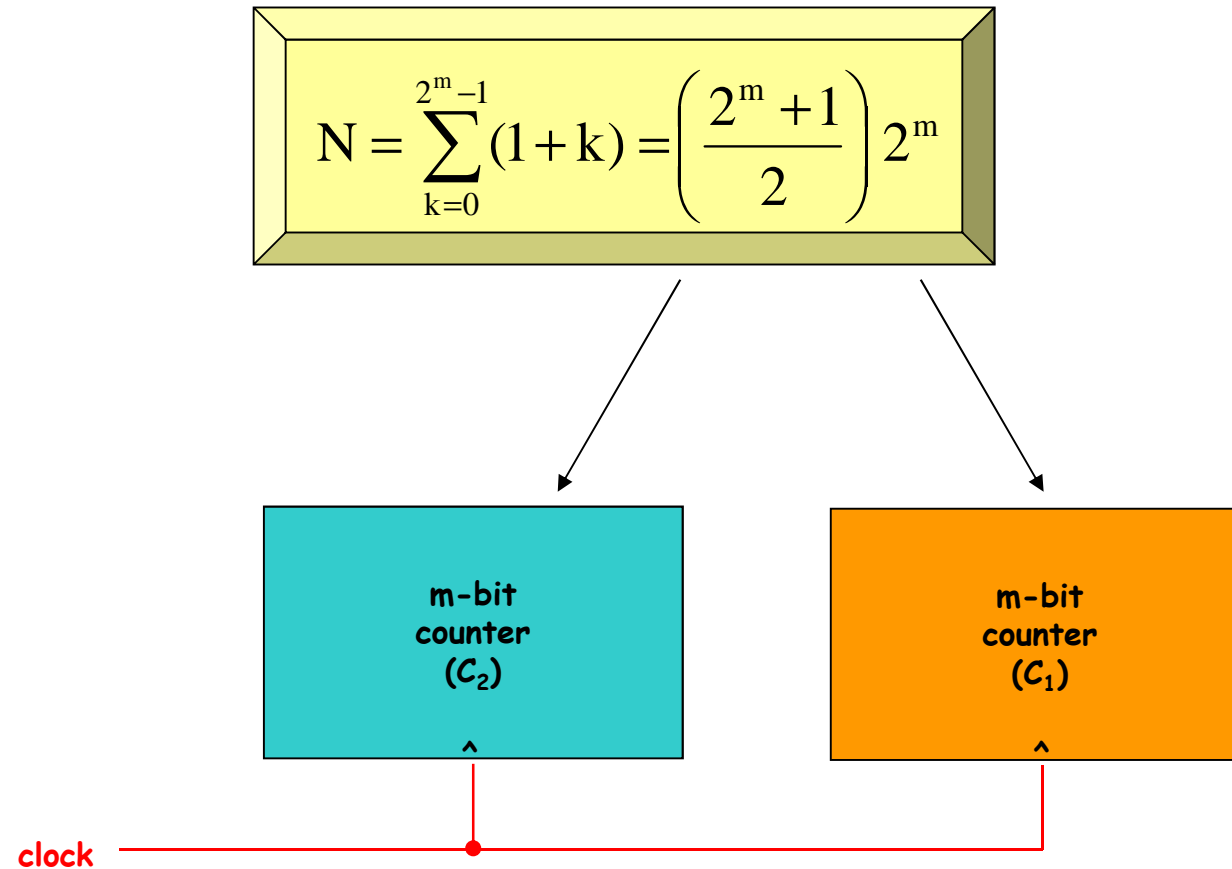 N = \sum_{k=0}^{2^m-1} (1+k) = \left( \frac{2^m+1}{2} \right) 2^m
m-bit
counter
(C₂)
^
m-bit
counter
(C₁)
^
clock